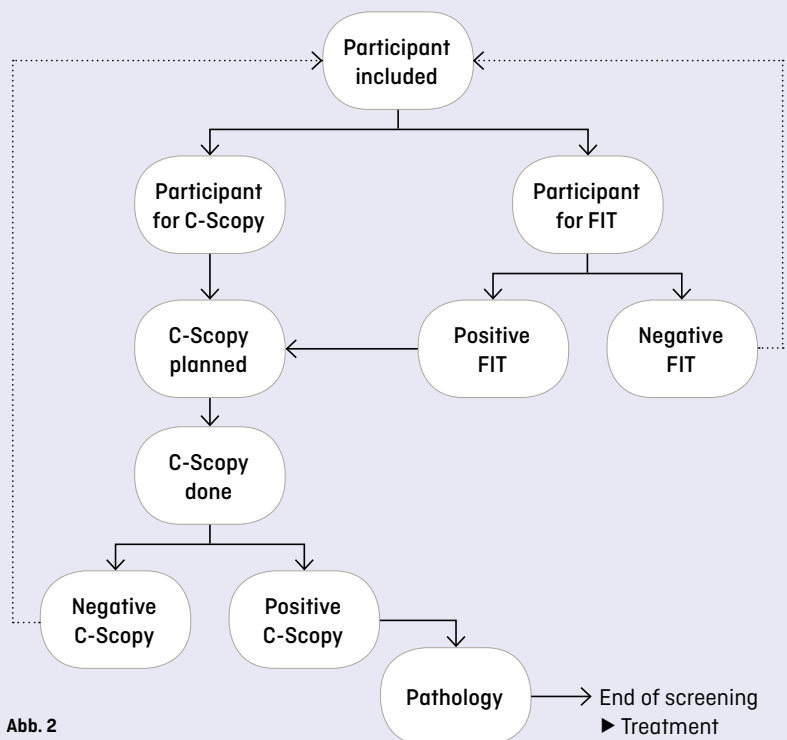 Participant
included
Participant
for C-Scopy
Participant
for FIT
C-Scopy
planned
Positive
FIT
Negative
FIT
C-Scopy
done
Negative
C-Scopy
Positive
C-Scopy
Pathology
End of screening
▶ Treatment
Abb. 2